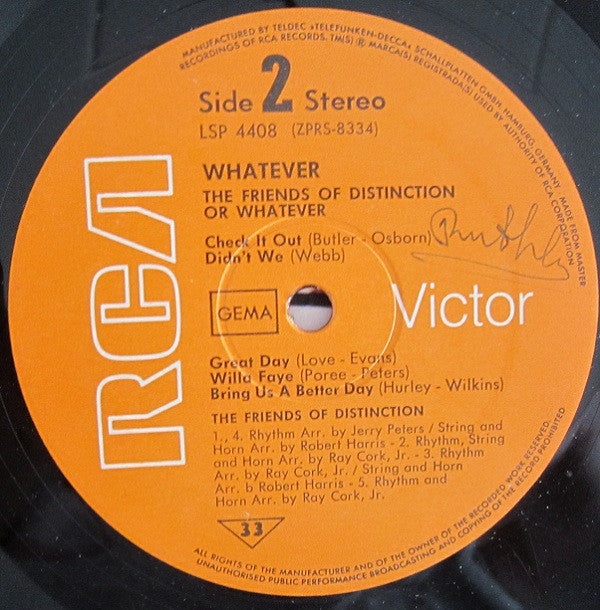 MANUFACTURED BY TELDEC »TELEFUNKEN-DECCA« SCHALLPLATTEN GMBH, HAMBURG, GERMANY MADE FROM MASTER
RECORDINGS OF RCA RECORDS. TM(S) ® MARCA(S) REGISTRADA(S) USED BY AUTHORITY OF RCA CORPORATION
Side 2 Stereo
LSP 4408 (ZPRS-8334)
RCA
WHATEVER
THE FRIENDS OF DISTINCTION
OR WHATEVER
Check It Out (Butler - Osborn)
Didn't We (Webb)
GEMA
Victor
Great Day (Love - Evans)
Willa Faye (Poree - Peters)
Bring Us A Better Day (Hurley - Wilkins)
THE FRIENDS OF DISTINCTION
1., 4. Rhythm Arr. by Jerry Peters / String and
Horn Arr. by Robert Harris - 2. Rhythm, String
and Horn Arr. by Ray Cork, Jr. - 3. Rhythm
Arr. by Ray Cork, Jr. / String and Horn
Arr. b Robert Harris - 5. Rhythm and
Horn Arr. by Ray Cork, Jr.
33
ALL RIGHTS OF THE MANUFACTURER AND OF THE OWNER OF THE RECORDED WORK RESERVED.
UNAUTHORISED PUBLIC PERFORMANCE BROADCASTING AND COPYING OF THE RECORD PROHIBITED